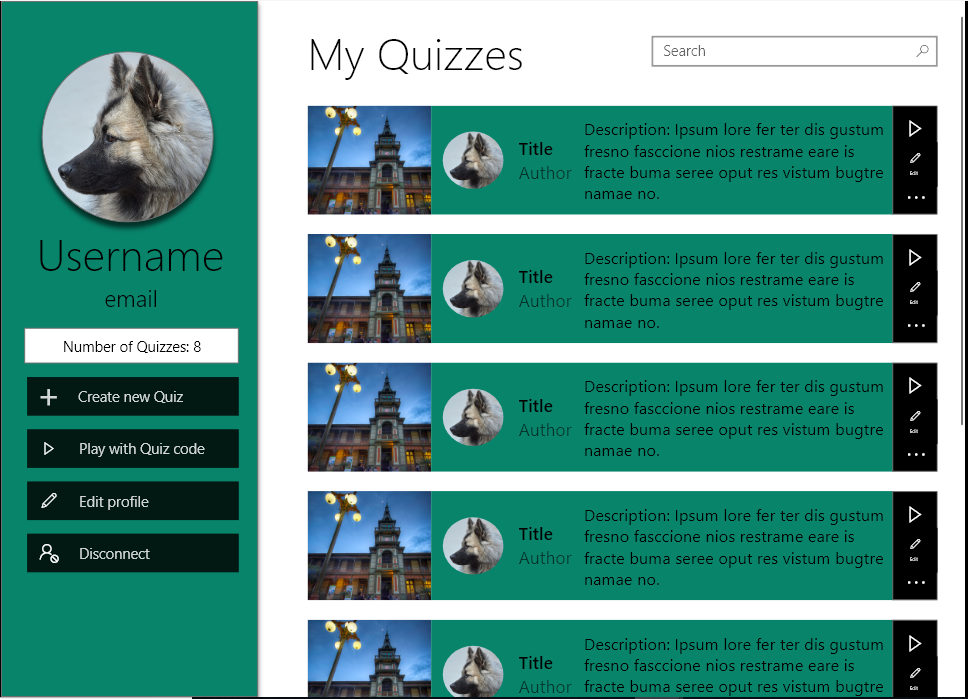 Username
email
Number of Quizzes: 8
Create new Quiz
Play with Quiz code
Edit profile
Disconnect
My Quizzes
Search
Title
Author
Description: Ipsum lore fer ter dis gustum
fresno fasccione nios restrame eare is
fracte buma seree oput res vistum bugtre
namae no.
Edit
Title
Author
Description: Ipsum lore fer ter dis gustum
fresno fasccione nios restrame eare is
fracte buma seree oput res vistum bugtre
namae no.
Edit
Title
Author
Description: Ipsum lore fer ter dis gustum
fresno fasccione nios restrame eare is
fracte buma seree oput res vistum bugtre
namae no.
Edit
Title
Author
Description: Ipsum lore fer ter dis gustum
fresno fasccione nios restrame eare is
fracte buma seree oput res vistum bugtre
namae no.
Edit
Title
Author
Description: Ipsum lore fer ter dis gustum
fresno fasccione nios restrame eare is
fracte buma seree oput res vistum bugtre
Edit